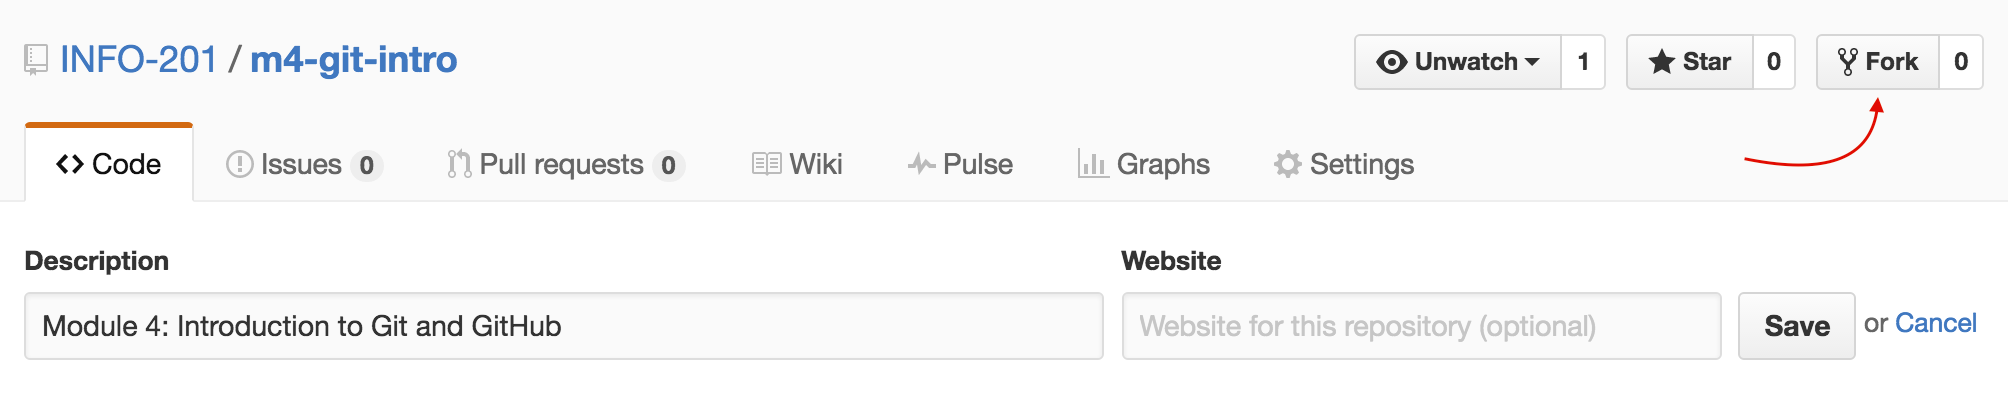 INFO-201 / m4-git-intro
Unwatch 1 Star 0 Fork 0
Code Issues 0 Pull requests 0 Wiki Pulse Graphs Settings
Description Website
Module 4: Introduction to Git and GitHub Website for this repository (optional) Save or Cancel